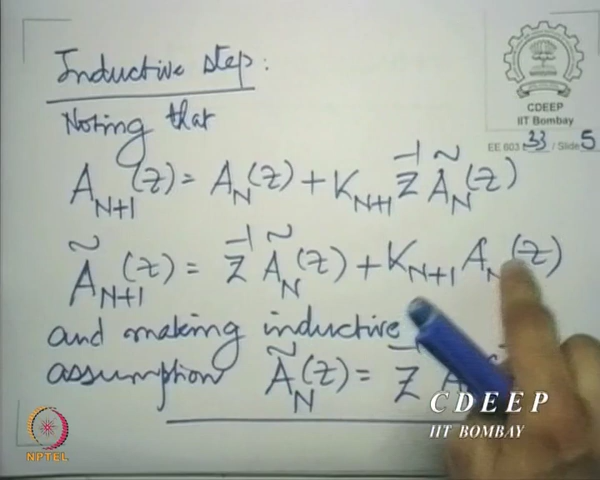 Inductive step:
Noting that
A_{N+1}(z) = A_N(z) + K_{N+1} z^{-1} Ã_N(z)
Ã_{N+1}(z) = z^{-1} Ã_N(z) + K_{N+1} A_N(z)
and making inductive
assumption Ã_N(z) = z
CDEEP
IIT Bombay
EE 603 33 / Slide 5
CDEEP
IIT BOMBAY
NPTEL